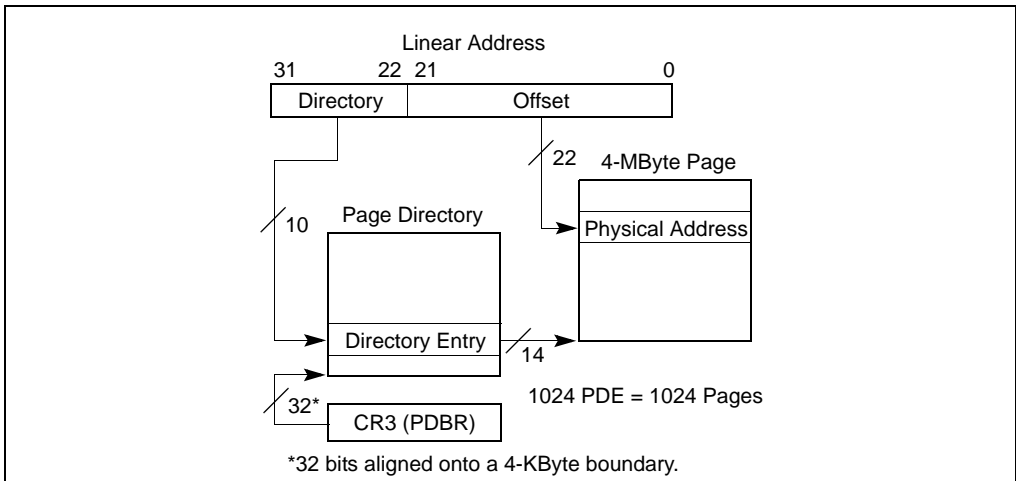 Linear Address
31 22 21 0
Directory Offset
22 4-MByte Page
10 Page Directory
Physical Address
Directory Entry
14
1024 PDE = 1024 Pages
32*
CR3 (PDBR)
*32 bits aligned onto a 4-KByte boundary.